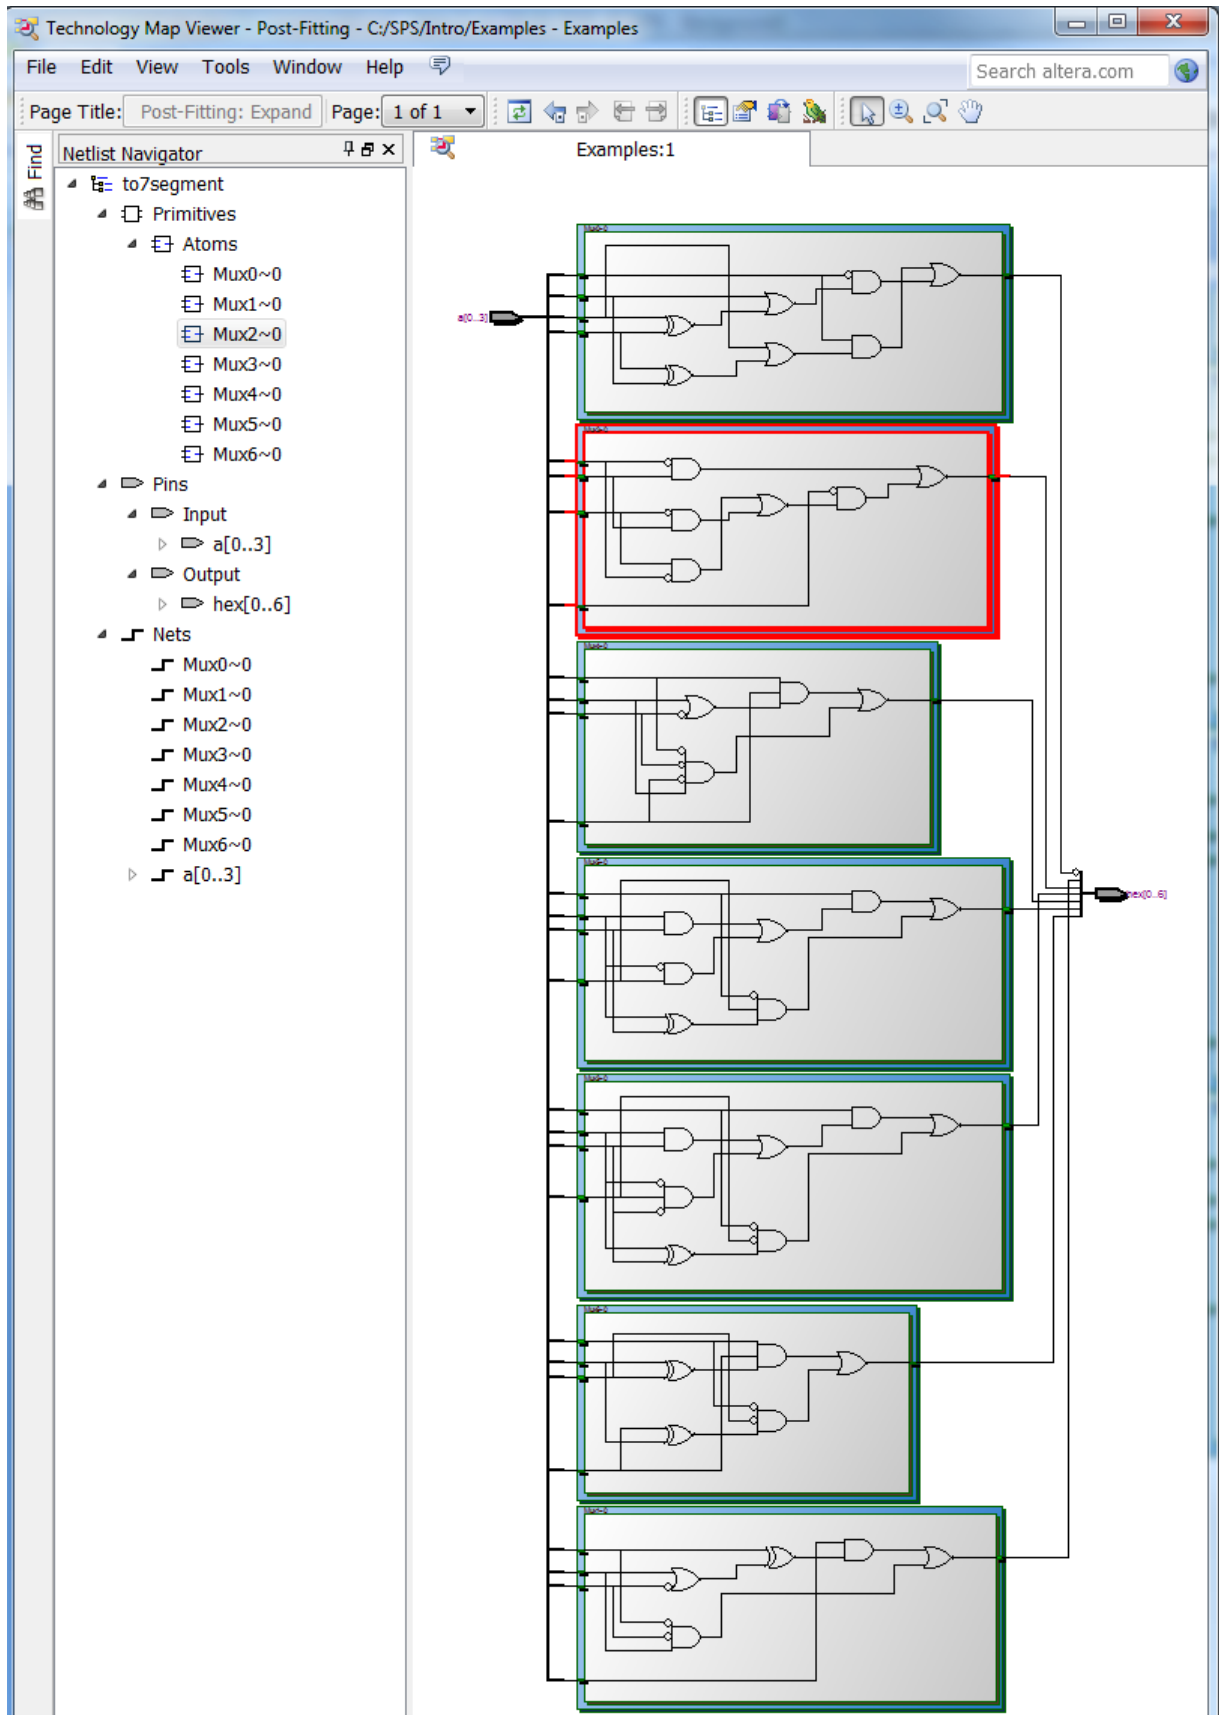 Technology Map Viewer - Post-Fitting - C:/SPS/Intro/Examples - Examples
File Edit View Tools Window Help
Search altera.com
Page Title: Post-Fitting: Expand Page: 1 of 1
Find
Netlist Navigator
Examples:1
to7segment
Primitives
Atoms
Mux0~0
Mux1~0
Mux2~0
Mux3~0
Mux4~0
Mux5~0
Mux6~0
Pins
Input
a[0..3]
Output
hex[0..6]
Nets
Mux0~0
Mux1~0
Mux2~0
Mux3~0
Mux4~0
Mux5~0
Mux6~0
a[0..3]
a[0..3]
hex[0..6]